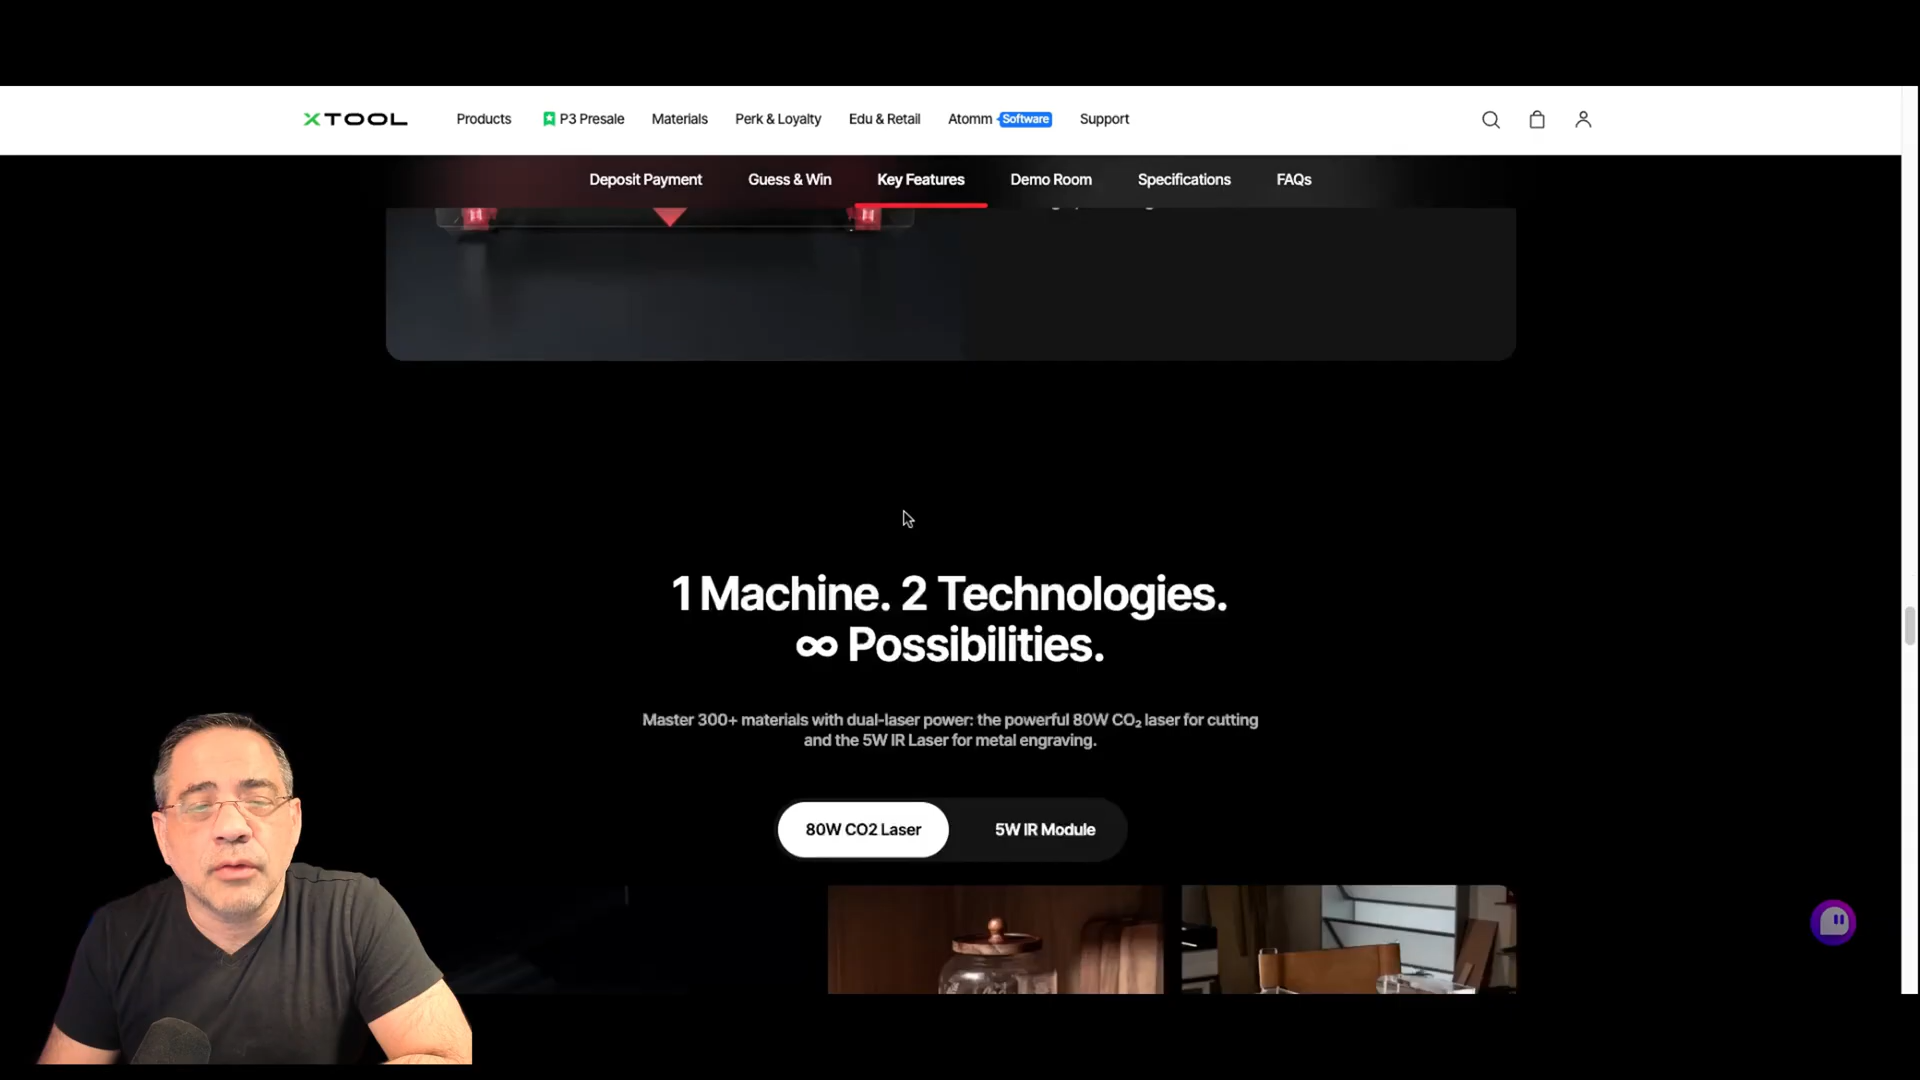 XTOOL
Products
P3 Presale
Materials
Perk & Loyalty
Edu & Retail
Atomm
Software
Support
Deposit Payment
Guess & Win
Key Features
Demo Room
Specifications
FAQs
1 Machine. 2 Technologies.
∞ Possibilities.
Master 300+ materials with dual-laser power: the powerful 80W CO₂ laser for cutting
and the 5W IR Laser for metal engraving.
80W CO2 Laser
5W IR Module